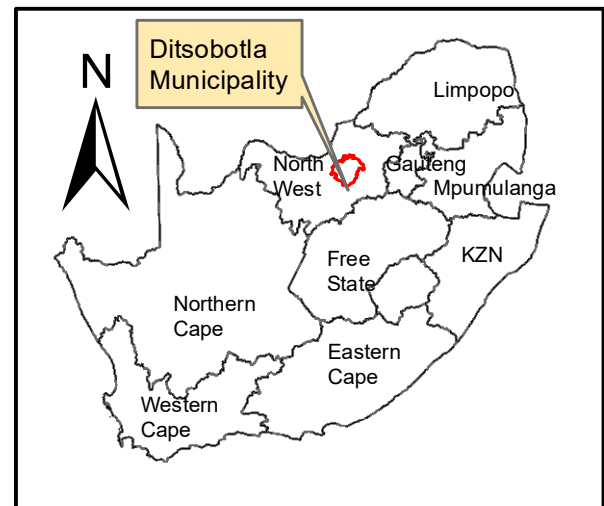 Ditsobotla
Municipality
N
Limpopo
North
West
Gauteng
Mpumulanga
Free
State
KZN
Northern
Cape
Eastern
Cape
Western
Cape